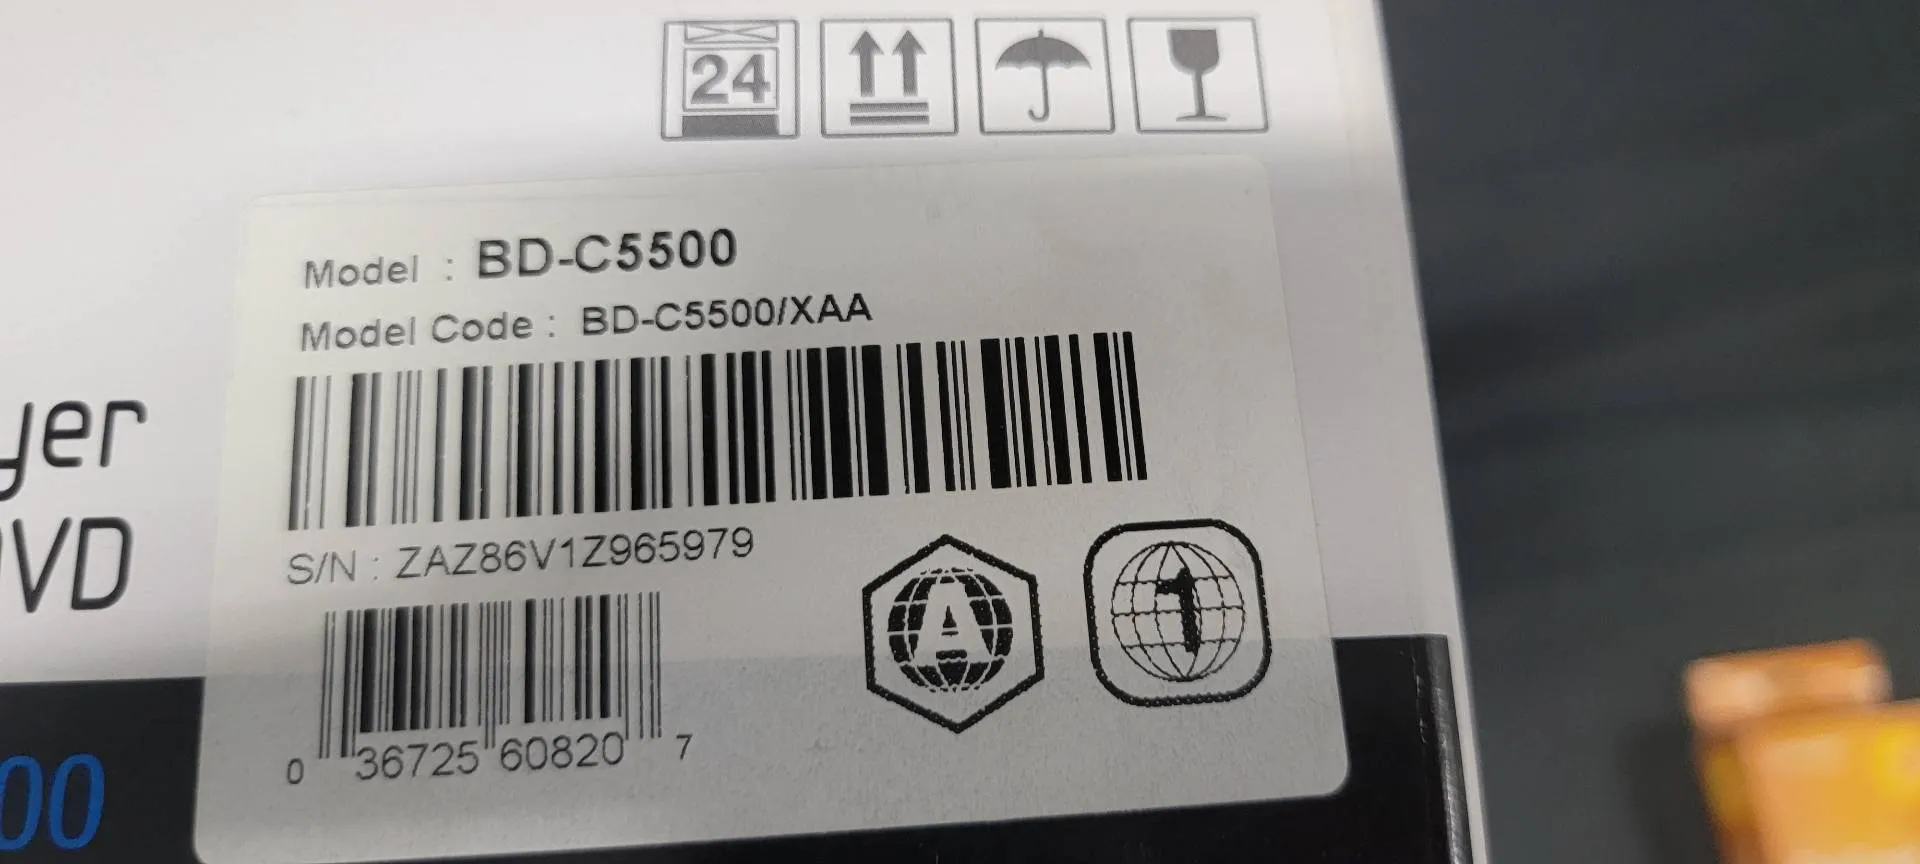 24
Model : BD-C5500
Model Code : BD-C5500/XAA
yer
S/N : ZAZ86V1Z965979
VD
A
1
0 36725 60820 7
00